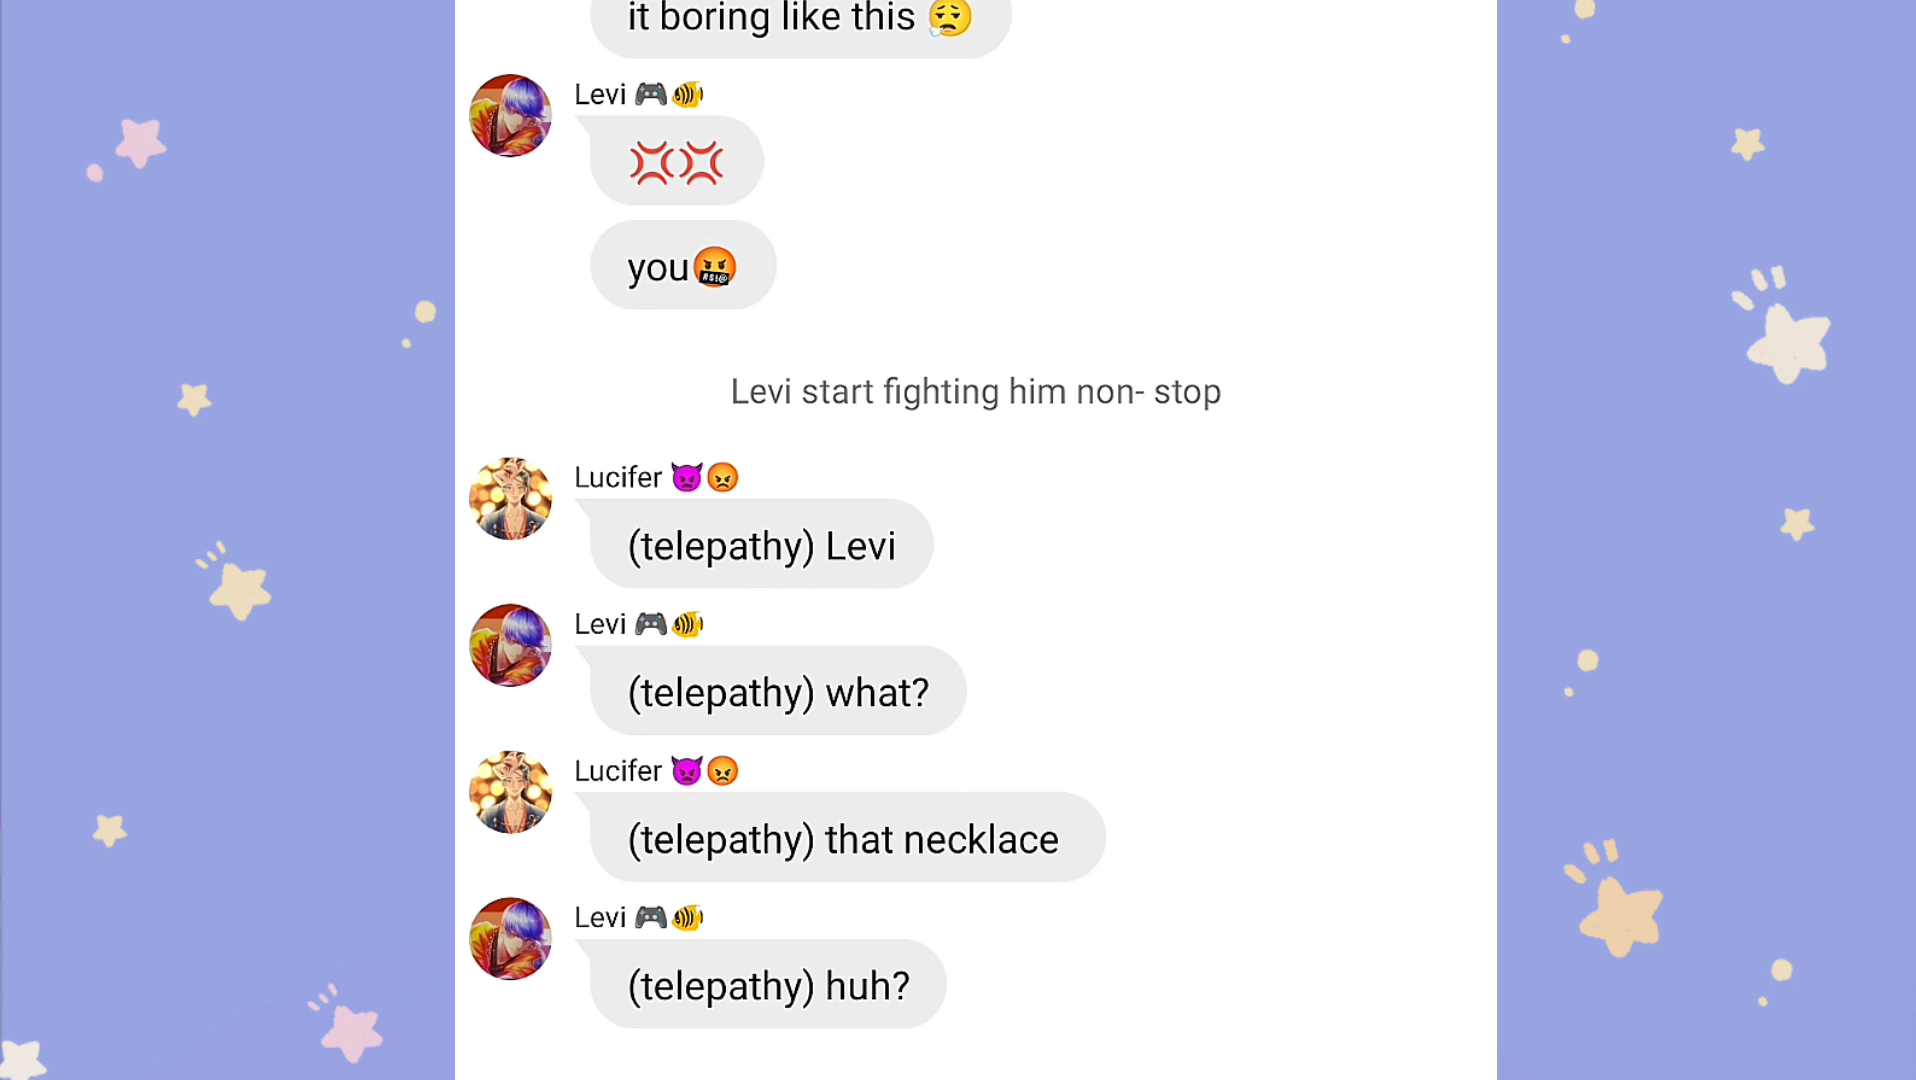 it boring like this 😮‍💨
Levi 🎮🐠
💢💢
you🤬
Levi start fighting him non- stop
Lucifer 👿😡
(telepathy) Levi
Levi 🎮🐠
(telepathy) what?
Lucifer 👿😡
(telepathy) that necklace
Levi 🎮🐠
(telepathy) huh?